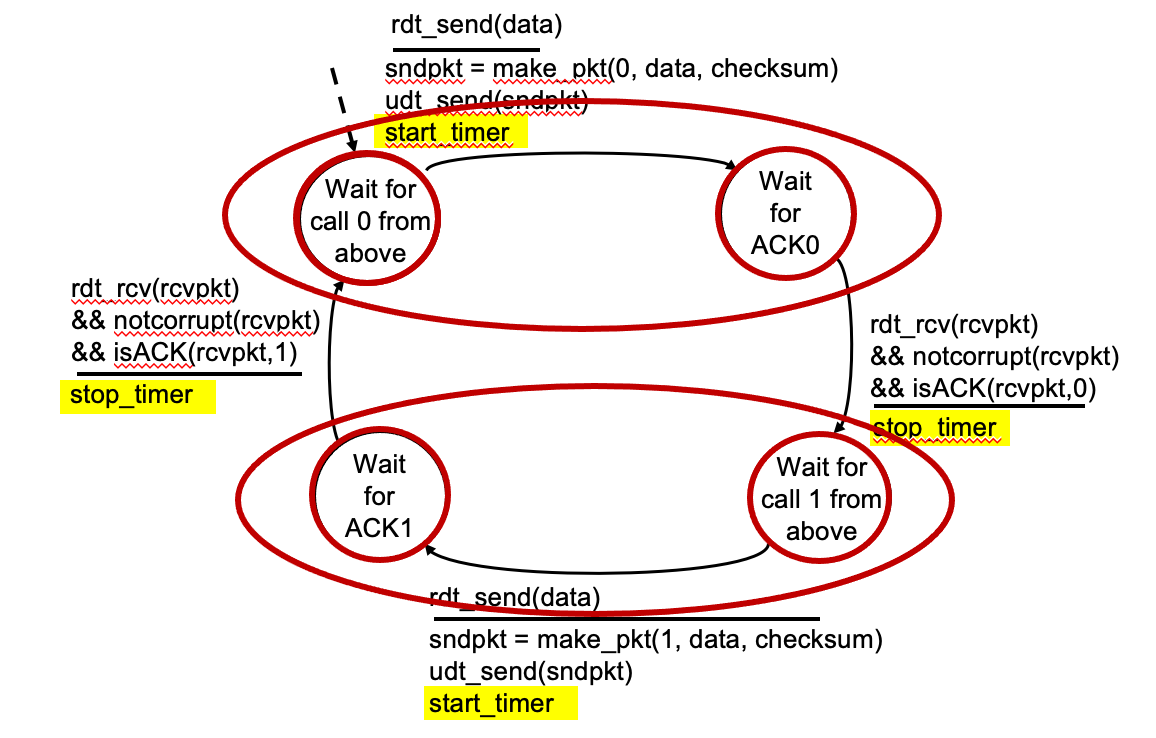 rdt_send(data)
sndpkt = make_pkt(0, data, checksum)
udt_send(sndpkt)
start_timer
Wait for
call 0 from
above
Wait
for
ACK0
rdt_rcv(rcvpkt)
&& notcorrupt(rcvpkt)
&& isACK(rcvpkt,1)
stop_timer
rdt_rcv(rcvpkt)
&& notcorrupt(rcvpkt)
&& isACK(rcvpkt,0)
stop_timer
Wait
for
ACK1
Wait for
call 1 from
above
rdt_send(data)
sndpkt = make_pkt(1, data, checksum)
udt_send(sndpkt)
start_timer